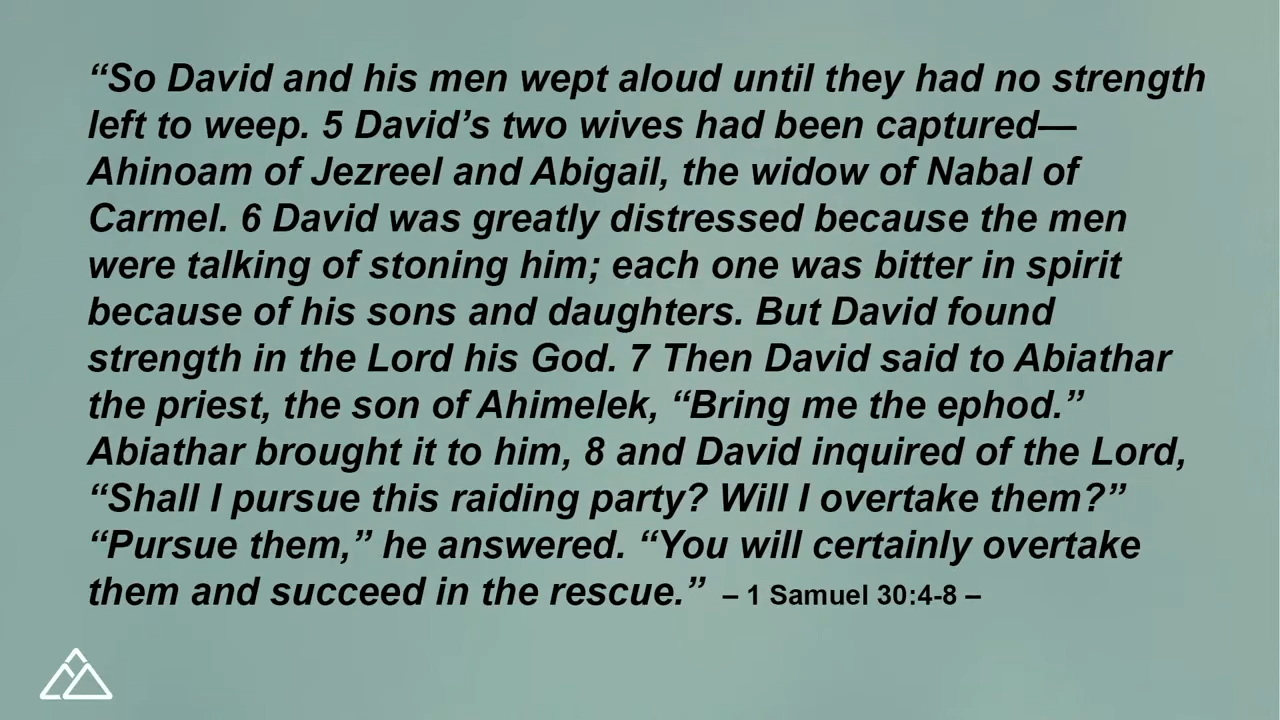 “So David and his men wept aloud until they had no strength
left to weep. 5 David’s two wives had been captured—
Ahinoam of Jezreel and Abigail, the widow of Nabal of
Carmel. 6 David was greatly distressed because the men
were talking of stoning him; each one was bitter in spirit
because of his sons and daughters. But David found
strength in the Lord his God. 7 Then David said to Abiathar
the priest, the son of Ahimelek, “Bring me the ephod.”
Abiathar brought it to him, 8 and David inquired of the Lord,
“Shall I pursue this raiding party? Will I overtake them?”
“Pursue them,” he answered. “You will certainly overtake
them and succeed in the rescue.” – 1 Samuel 30:4-8 –